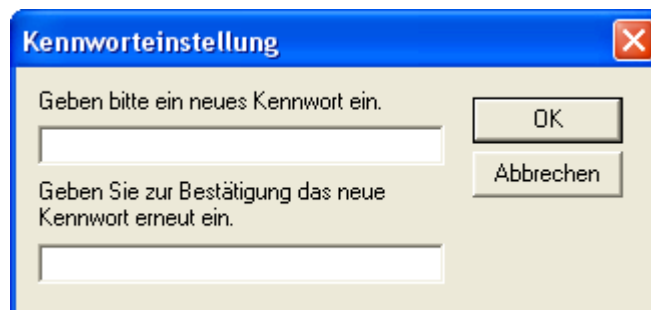 Kennworteinstellung
Geben bitte ein neues Kennwort ein.
OK
Abbrechen
Geben Sie zur Bestätigung das neue
Kennwort erneut ein.